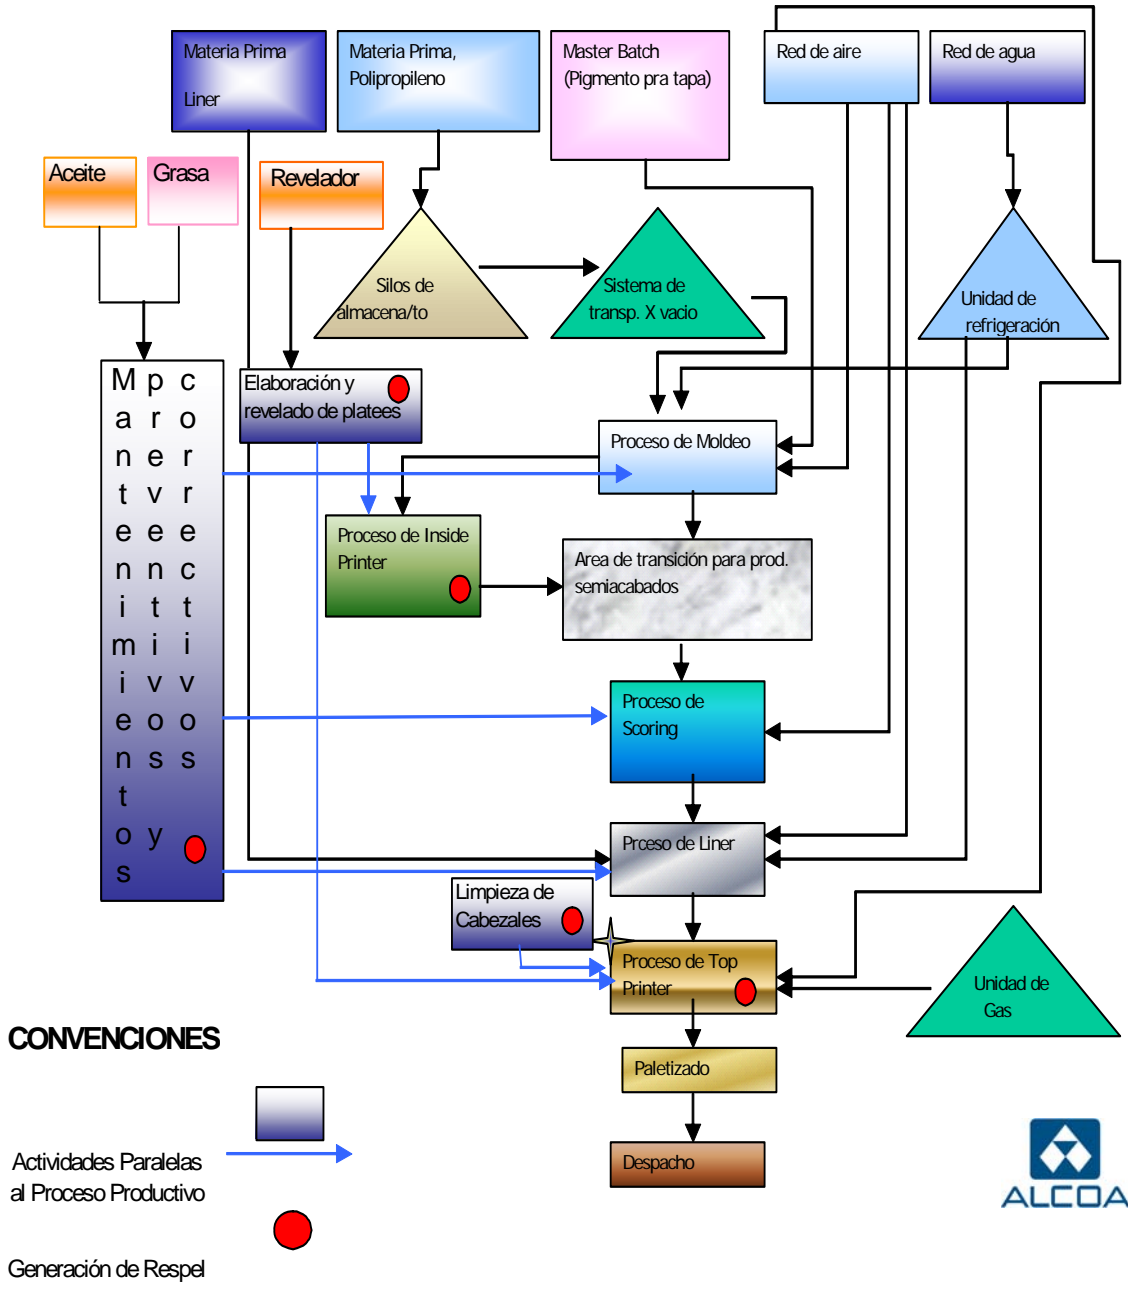 Materia Prima
Liner
Materia Prima,
Polipropileno
Master Batch
(Pigmento pra tapa)
Red de aire
Red de agua
Aceite
Grasa
Revelador
Silos de
almacena/to
Sistema de
transp. X vacio
Unidad de
refrigeración
Mantenimientos
preventivos y
correctivos
Elaboración y
revelado de platees
Proceso de Moldeo
Proceso de Inside
Printer
Area de transición para prod.
semiacabados
Proceso de
Scoring
Prceso de Liner
Limpieza de
Cabezales
Proceso de Top
Printer
Unidad de
Gas
Paletizado
Despacho
CONVENCIONES
Actividades Paralelas
al Proceso Productivo
Generación de Respel
ALCOA